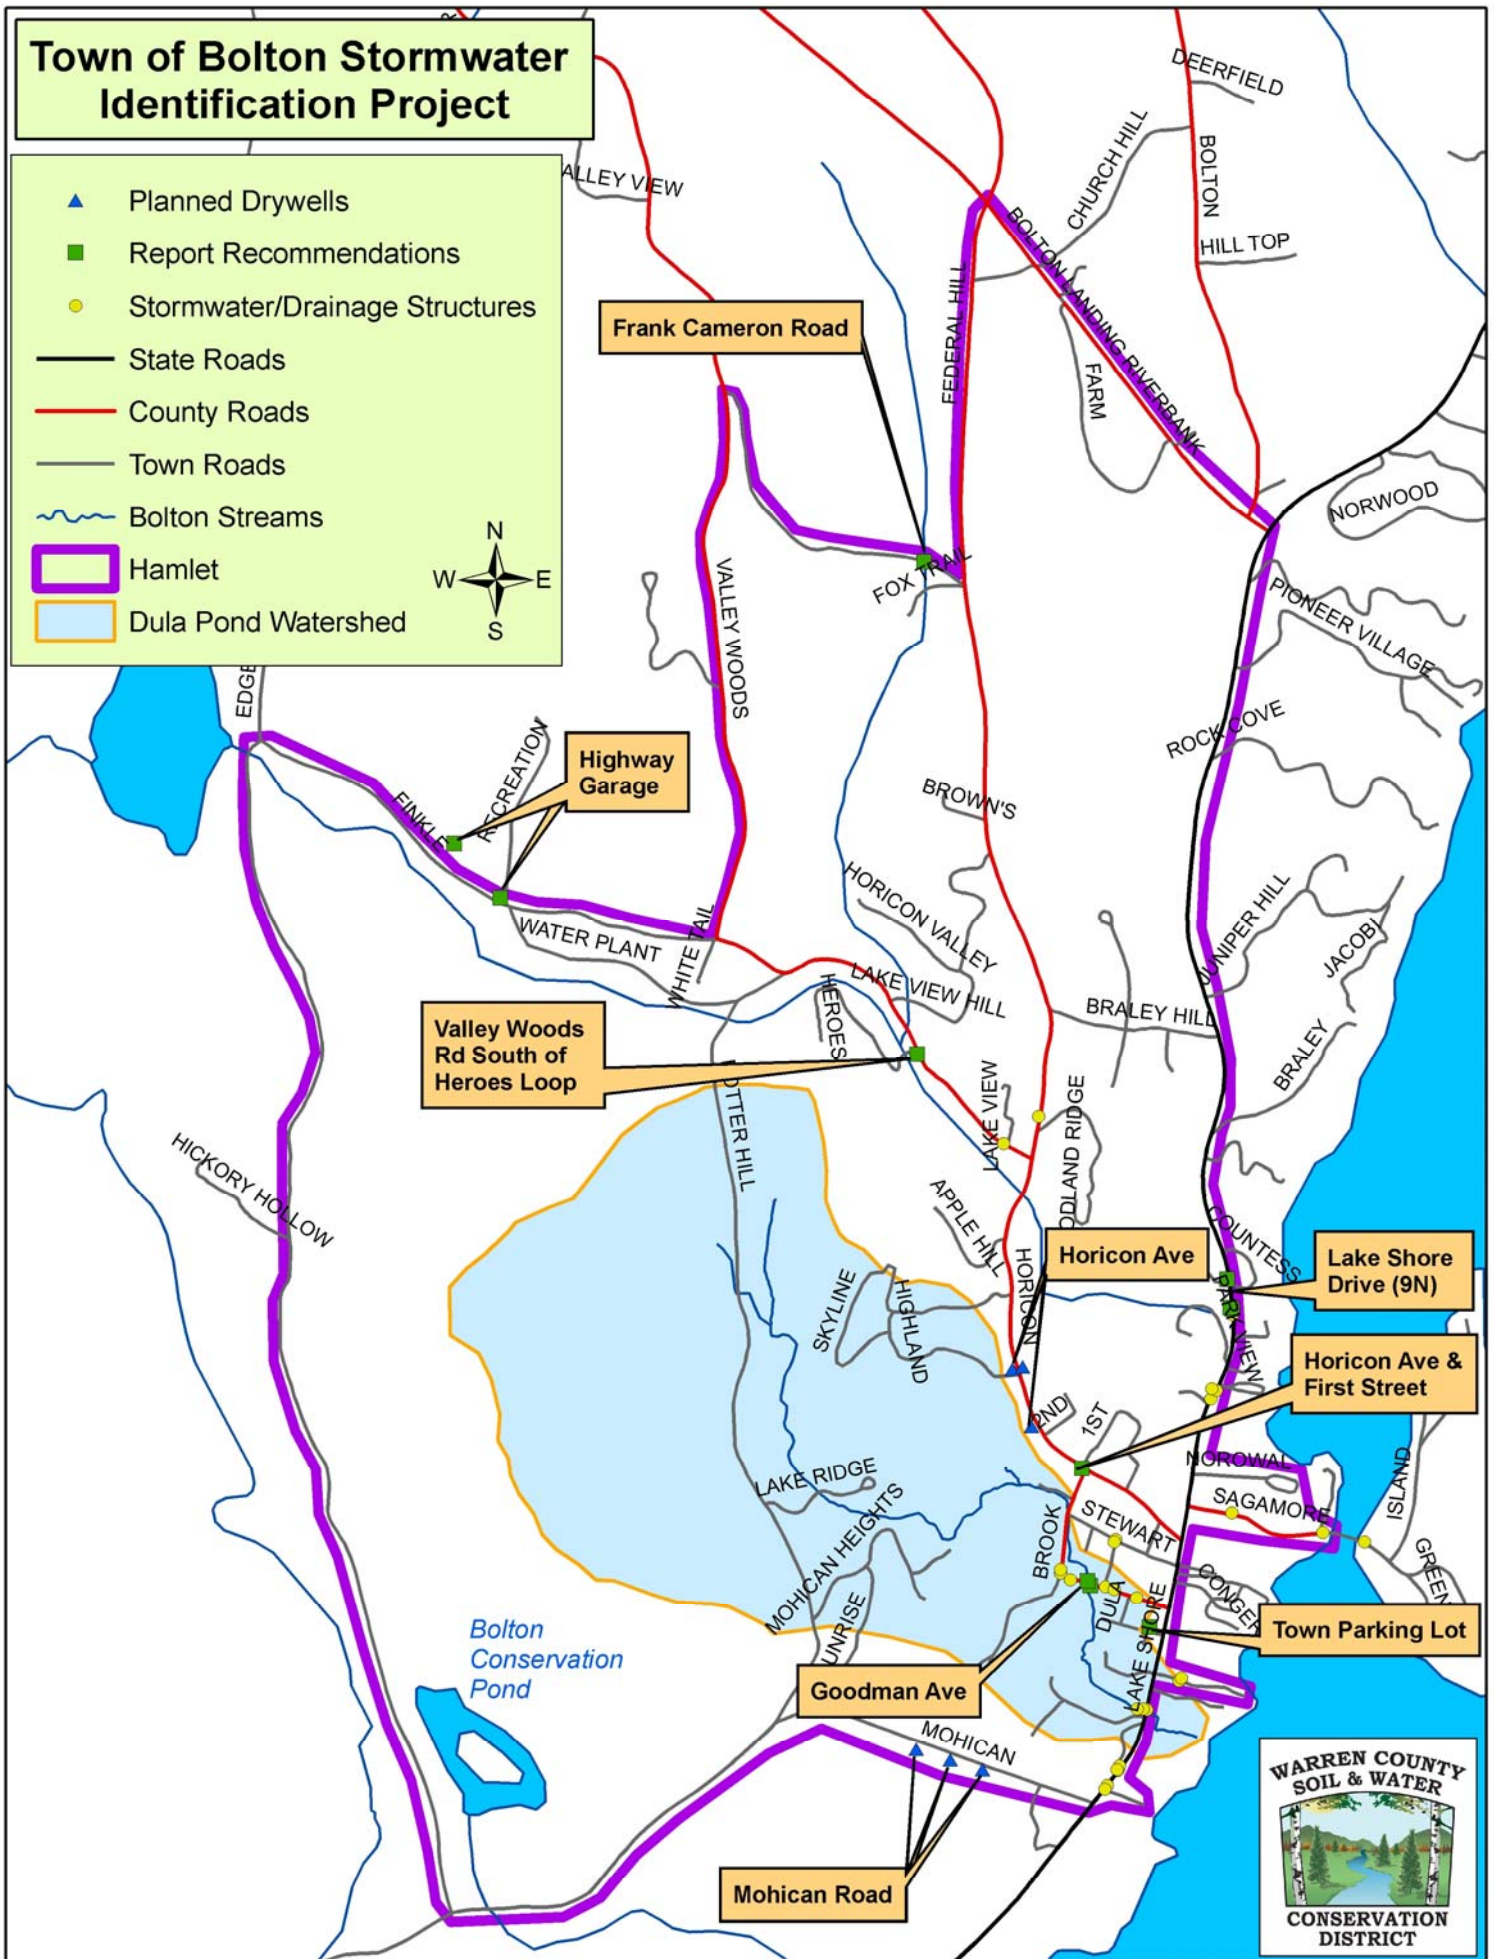 Town of Bolton Stormwater
Identification Project
Planned Drywells
Report Recommendations
Stormwater/Drainage Structures
State Roads
County Roads
Town Roads
Bolton Streams
Hamlet
Dula Pond Watershed
N
W
E
S
DEERFIELD
CHURCH HILL
BOLTON
ALLEY VIEW
HILL TOP
BOLTON LANDING RIVERBANK
FEDERAL HILL
Frank Cameron Road
FARM
NORWOOD
FOX TRAIL
PIONEER VILLAGE
VALLEY WOODS
EDGE
ROCK COVE
RECREATION
Highway
Garage
FINKLE
BROWN'S
HORICON VALLEY
JUNIPER HILL
JACOBI
WATER PLANT
WHITE TAIL
LAKE VIEW HILL
HEROES
BRALEY HILL
BRALEY
Valley Woods
Rd South of
Heroes Loop
LAKE VIEW
ODLAND RIDGE
OTTER HILL
HICKORY HOLLOW
APPLE HILL
COUNTESS
Horicon Ave
Lake Shore
Drive (9N)
HORICON
PARK VIEW
SKYLINE
HIGHLAND
Horicon Ave &
First Street
2ND
1ST
NOROWAL
ISLAND
LAKE RIDGE
SAGAMORE
MOHICAN HEIGHTS
STEWART
BROOK
GREEN
CONGER
DULA
UNRISE
LAKE SHORE
Town Parking Lot
Bolton
Conservation
Pond
Goodman Ave
MOHICAN
Mohican Road
WARREN COUNTY
SOIL & WATER
CONSERVATION
DISTRICT